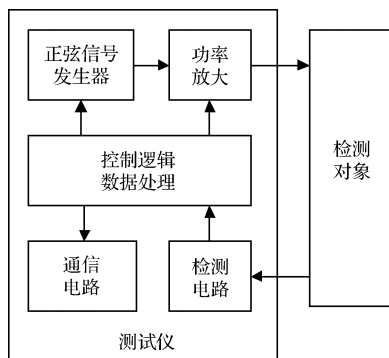 正弦信号
发生器
功率
放大
控制逻辑
数据处理
检测
对象
通信
电路
检测
电路
测试仪